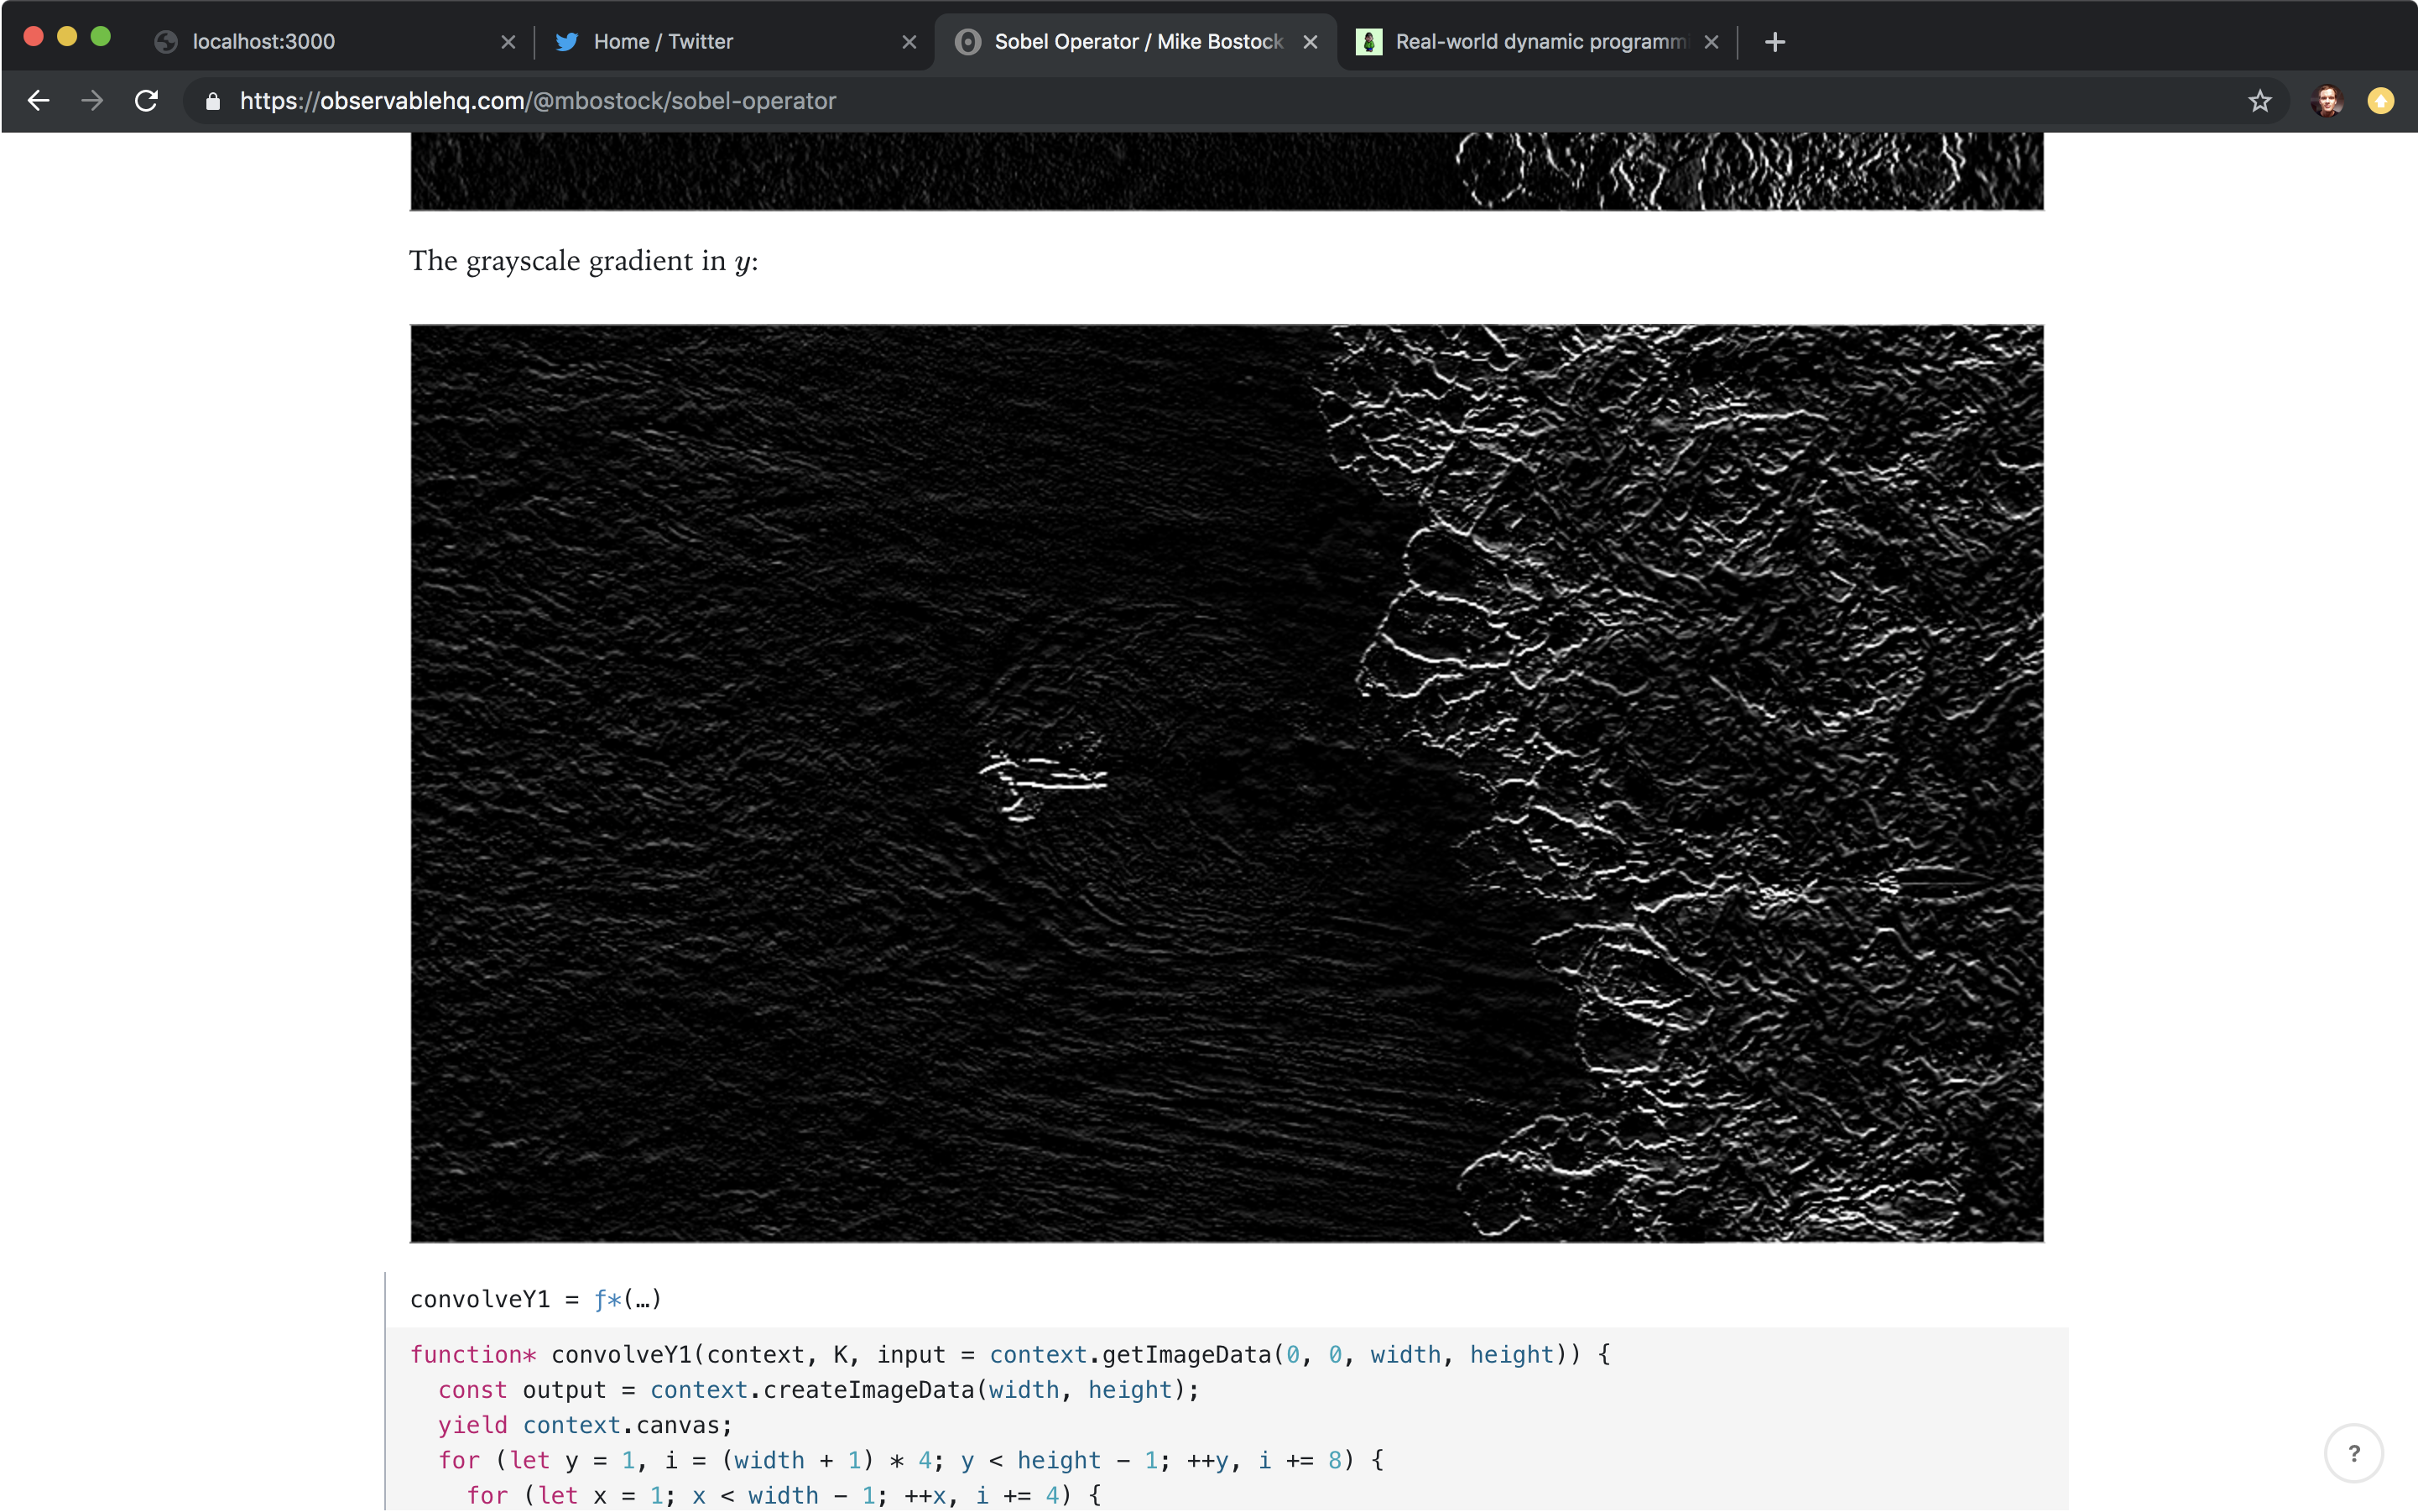 localhost:3000
Home / Twitter
Sobel Operator / Mike Bostock
Real-world dynamic programm
https://observablehq.com/@mbostock/sobel-operator
The grayscale gradient in y:
convolveY1 = ƒ*(…)
function* convolveY1(context, K, input = context.getImageData(0, 0, width, height)) {
  const output = context.createImageData(width, height);
  yield context.canvas;
  for (let y = 1, i = (width + 1) * 4; y < height - 1; ++y, i += 8) {
    for (let x = 1; x < width - 1; ++x, i += 4) {
?